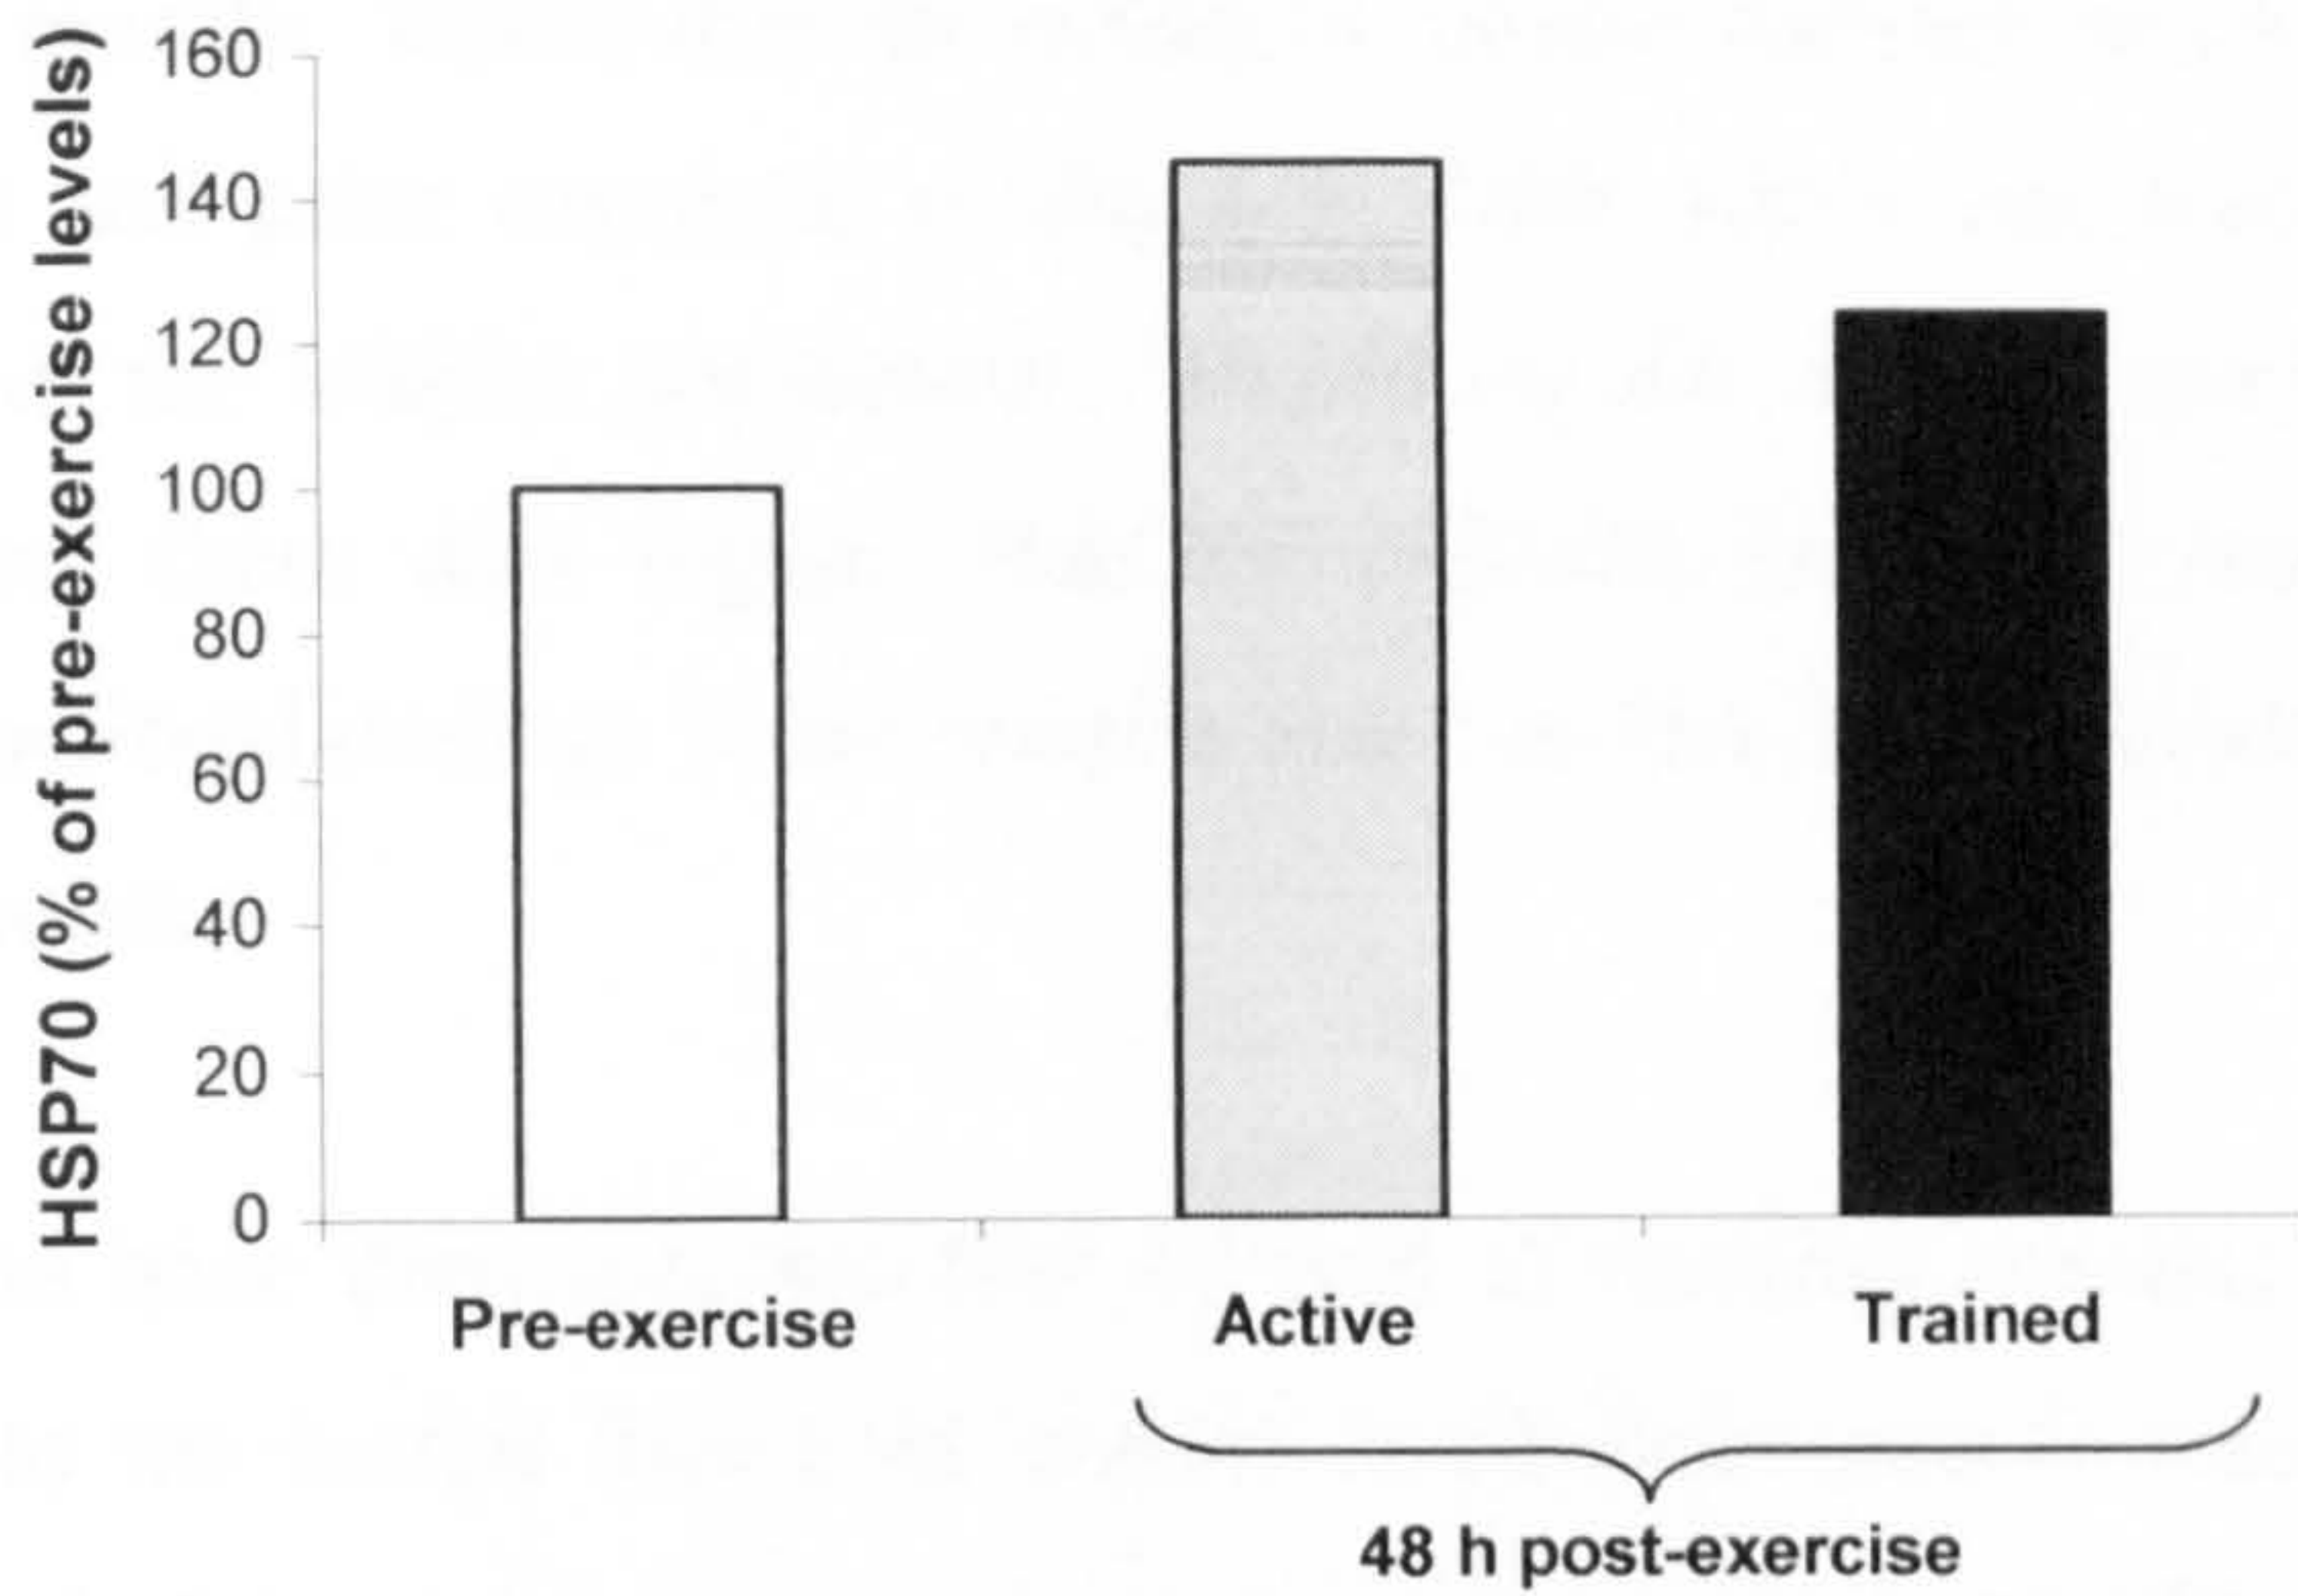 HSP70 (% of pre-exercise levels)
160
140
120
100
80
60
40
20
0
Pre-exercise
Active
Trained
48 h post-exercise